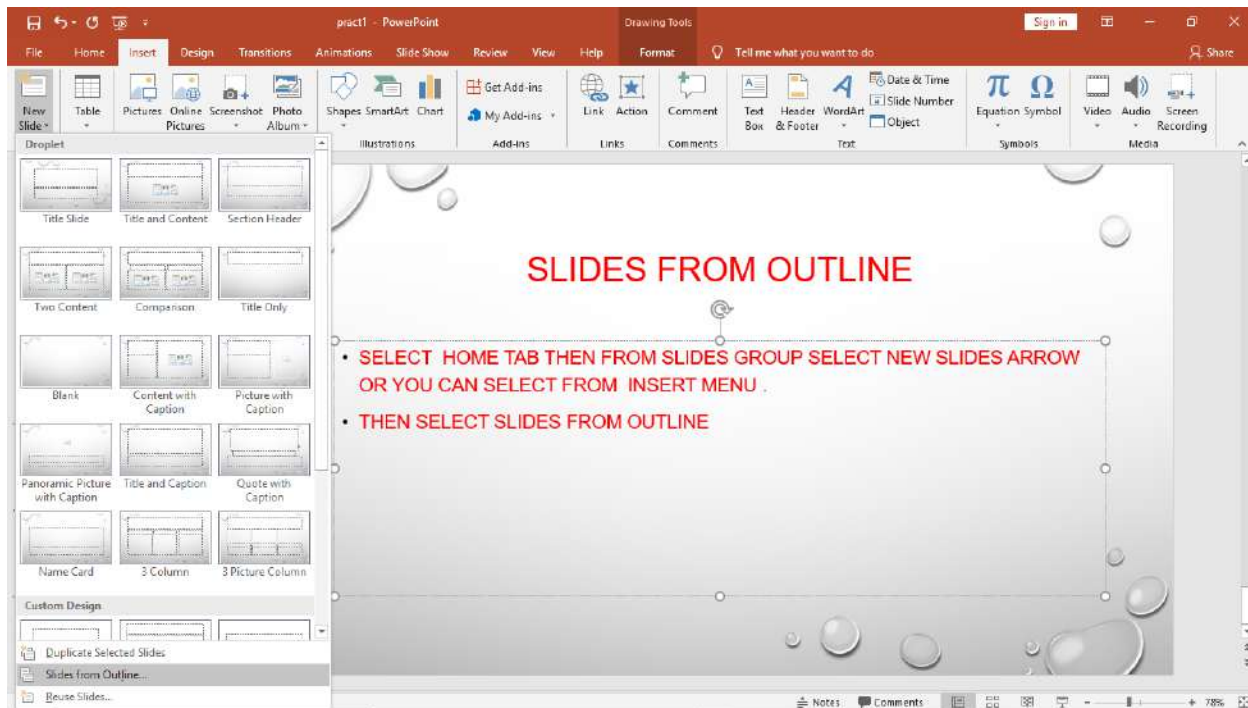 pract1 - PowerPoint
Drawing Tools
Sign in
File Home Insert Design Transitions Animations Slide Show Review View Help Format Tell me what you want to do Share
New Slide
Table
Pictures
Online Pictures
Screenshot
Photo Album
Shapes SmartArt Chart
Get Add-ins
My Add-ins
Link Action
Comment
Text Box
Header & Footer
WordArt
Date & Time
Slide Number
Object
Equation Symbol
Video Audio
Screen Recording
Illustrations Add-ins Links Comments Text Symbols Media
Droplet
Title Slide Title and Content Section Header
Two Content Comparison Title Only
Blank
Content with Caption
Picture with Caption
Panoramic Picture with Caption
Title and Caption
Quote with Caption
Name Card 3 Column 3 Picture Column
Custom Design
Duplicate Selected Slides
Slides from Outline...
Reuse Slides...
SLIDES FROM OUTLINE
• SELECT HOME TAB THEN FROM SLIDES GROUP SELECT NEW SLIDES ARROW
OR YOU CAN SELECT FROM INSERT MENU .
• THEN SELECT SLIDES FROM OUTLINE
Notes Comments 78%